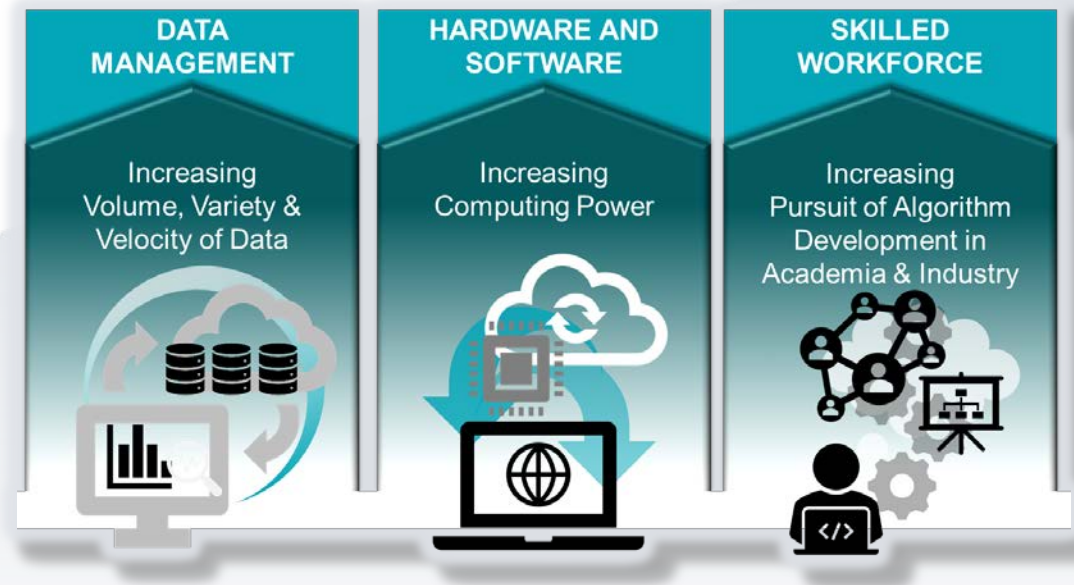 DATA
MANAGEMENT
Increasing
Volume, Variety &
Velocity of Data
HARDWARE AND
SOFTWARE
Increasing
Computing Power
SKILLED
WORKFORCE
Increasing
Pursuit of Algorithm
Development in
Academia & Industry
</>